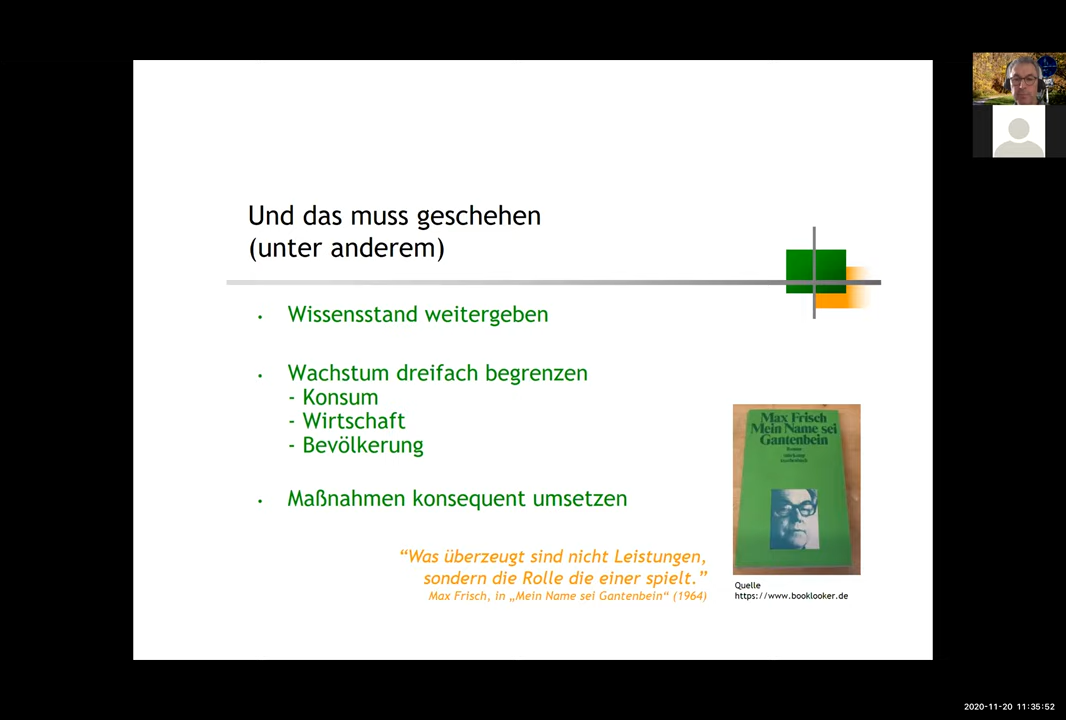 Und das muss geschehen
(unter anderem)
• Wissensstand weitergeben
• Wachstum dreifach begrenzen
- Konsum
- Wirtschaft
- Bevölkerung
• Maßnahmen konsequent umsetzen
“Was überzeugt sind nicht Leistungen,
sondern die Rolle die einer spielt.”
Max Frisch, in „Mein Name sei Gantenbein“ (1964)
Max Frisch
Mein Name sei
Gantenbein
Roman
Quelle
https://www.booklooker.de
2020-11-20 11:35:52